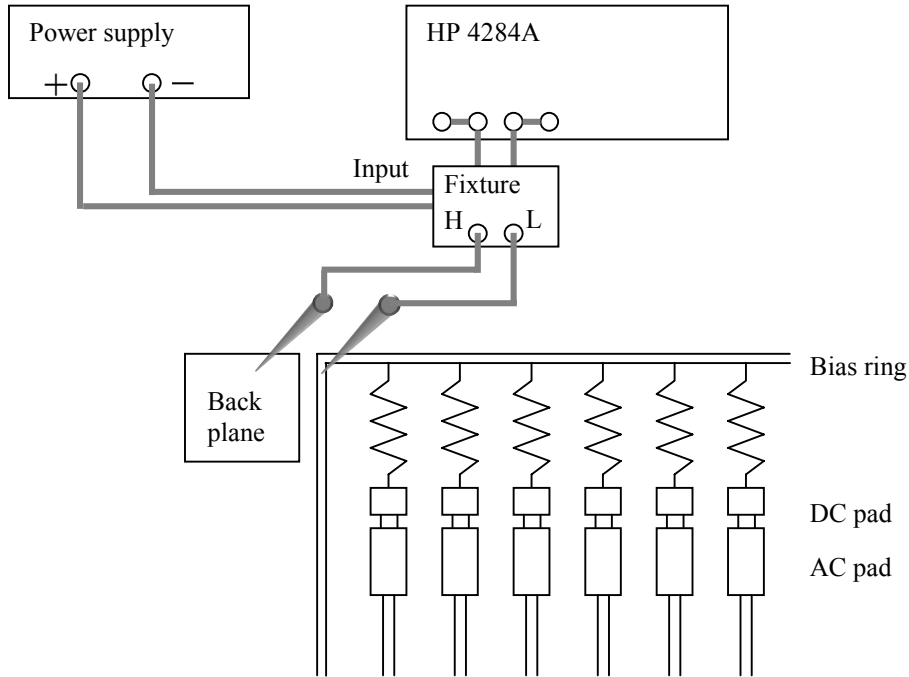 Power supply
+
−
HP 4284A
Input
Fixture
H
L
Back
plane
Bias ring
DC pad
AC pad